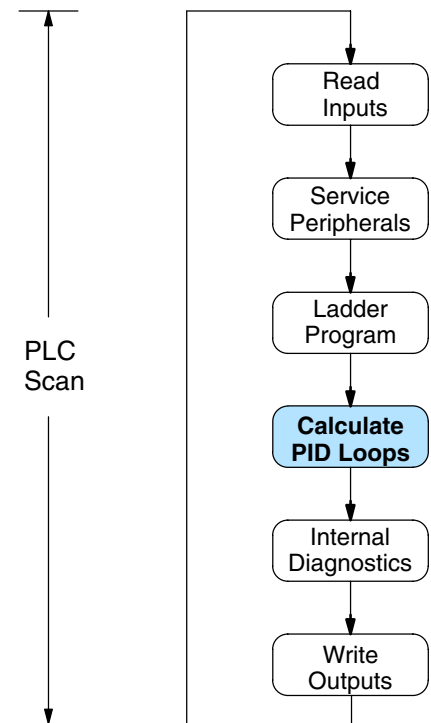 Read
Inputs
Service
Peripherals
Ladder
Program
PLC
Scan
Calculate
PID Loops
Internal
Diagnostics
Write
Outputs